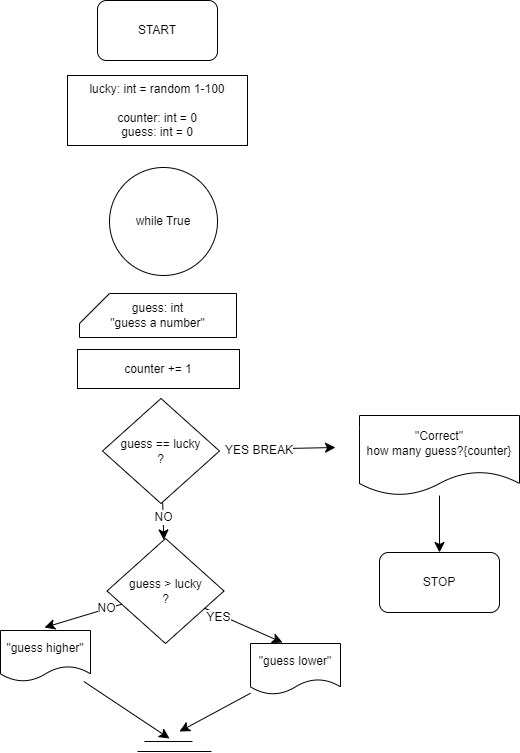 START
lucky: int = random 1-100
counter: int = 0
guess: int = 0
while True
guess: int
"guess a number"
counter += 1
guess == lucky
?
YES BREAK
"Correct"
how many guess?{counter}
NO
STOP
guess > lucky
?
NO
YES
"guess higher"
"guess lower"